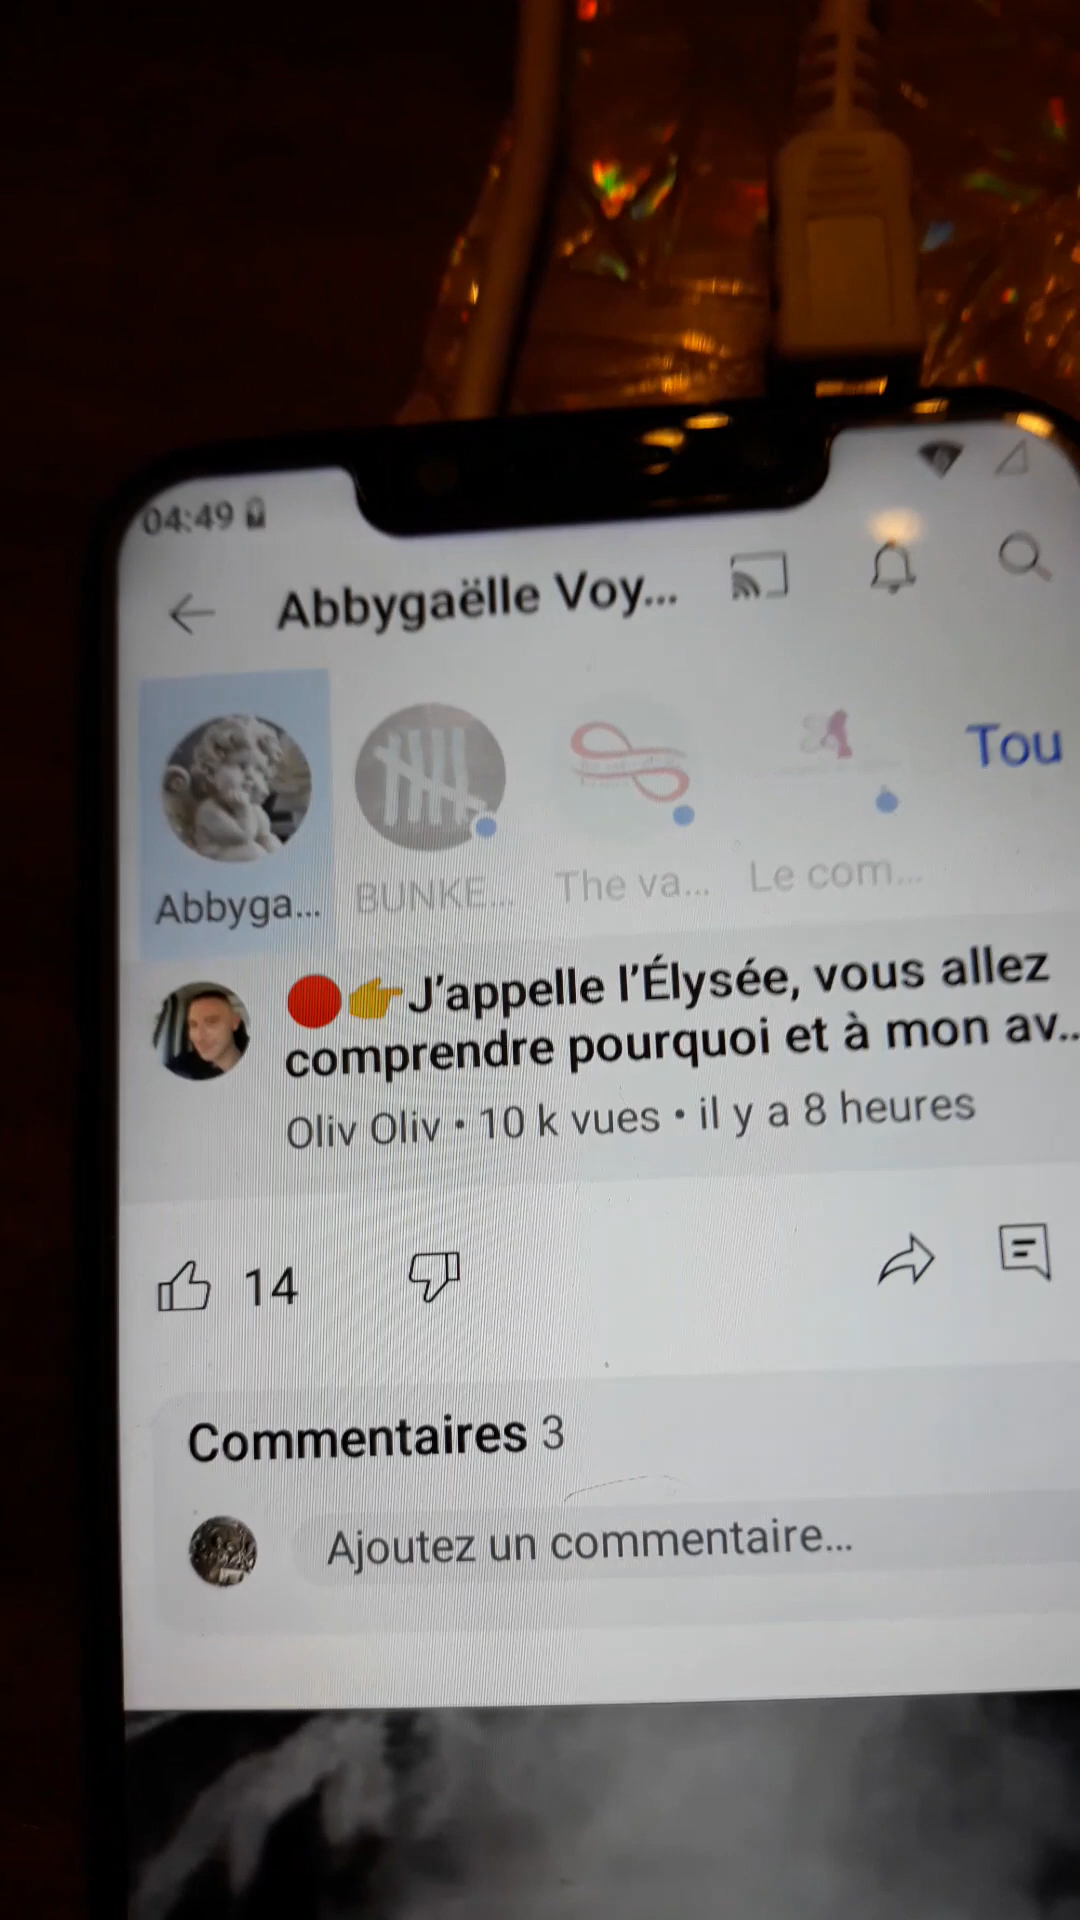 04:49
Abbygaëlle Voy...
Tou
Abbyga...
BUNKE...
The va...
Le com...
🔴👉J'appelle l'Élysée, vous allez
comprendre pourquoi et à mon av...
Oliv Oliv • 10 k vues • il y a 8 heures
14
Commentaires 3
Ajoutez un commentaire...